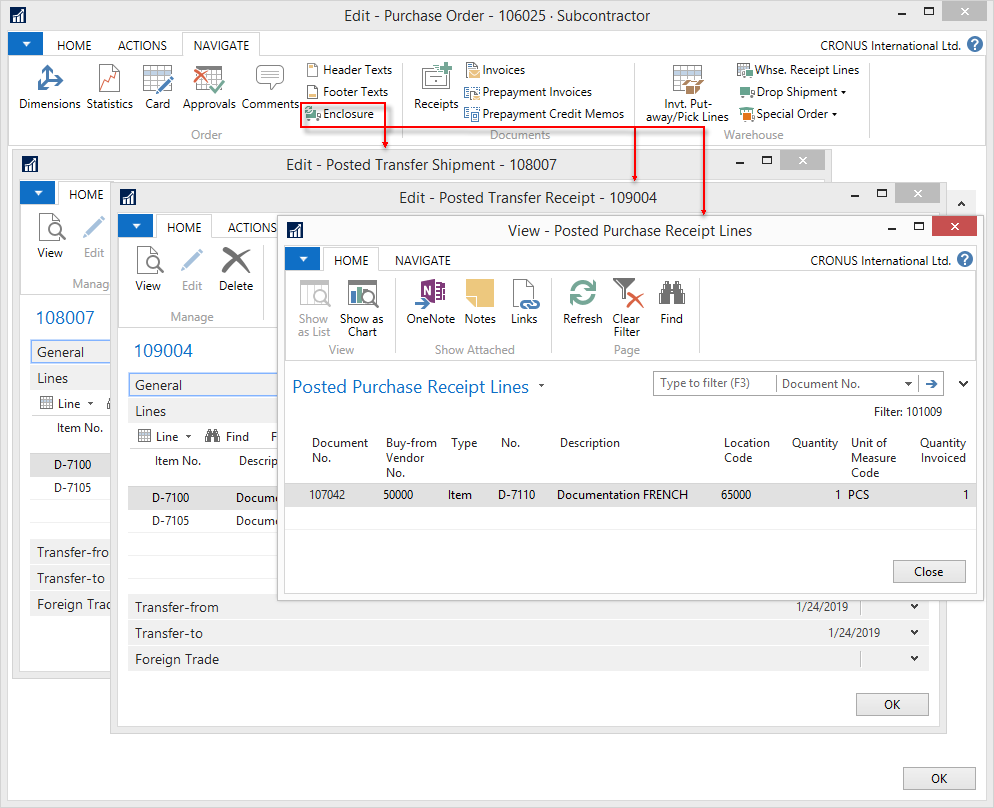 Edit - Purchase Order - 106025 · Subcontractor
HOME ACTIONS NAVIGATE CRONUS International Ltd. ?
Dimensions Statistics Card Approvals Comments
Header Texts
Footer Texts
Enclosure
Order
Receipts
Invoices
Prepayment Invoices
Prepayment Credit Memos
Documents
Invt. Put-
away/Pick Lines
Whse. Receipt Lines
Drop Shipment
Special Order
Warehouse
Edit - Posted Transfer Shipment - 108007
HOME
View Edit
Manag
108007
General
Lines
Line
Item No.
D-7100
D-7105
Transfer-fro
Transfer-to
Foreign Trad
Edit - Posted Transfer Receipt - 109004
HOME ACTIONS
View Edit Delete
Manage
109004
General
Lines
Line Find
Item No. Descrip
D-7100 Docum
D-7105 Docum
Transfer-from 1/24/2019
Transfer-to 1/24/2019
Foreign Trade
OK
View - Posted Purchase Receipt Lines
HOME NAVIGATE CRONUS International Ltd. ?
Show
as List
Show as
Chart
View
OneNote Notes Links
Show Attached
Refresh
Clear
Filter
Find
Page
Posted Purchase Receipt Lines
Type to filter (F3) Document No.
Filter: 101009
Document
No.
Buy-from
Vendor
No.
Type
No.
Description
Location
Code
Quantity
Unit of
Measure
Code
Quantity
Invoiced
107042 50000 Item D-7110 Documentation FRENCH 65000 1 PCS 1
Close
OK